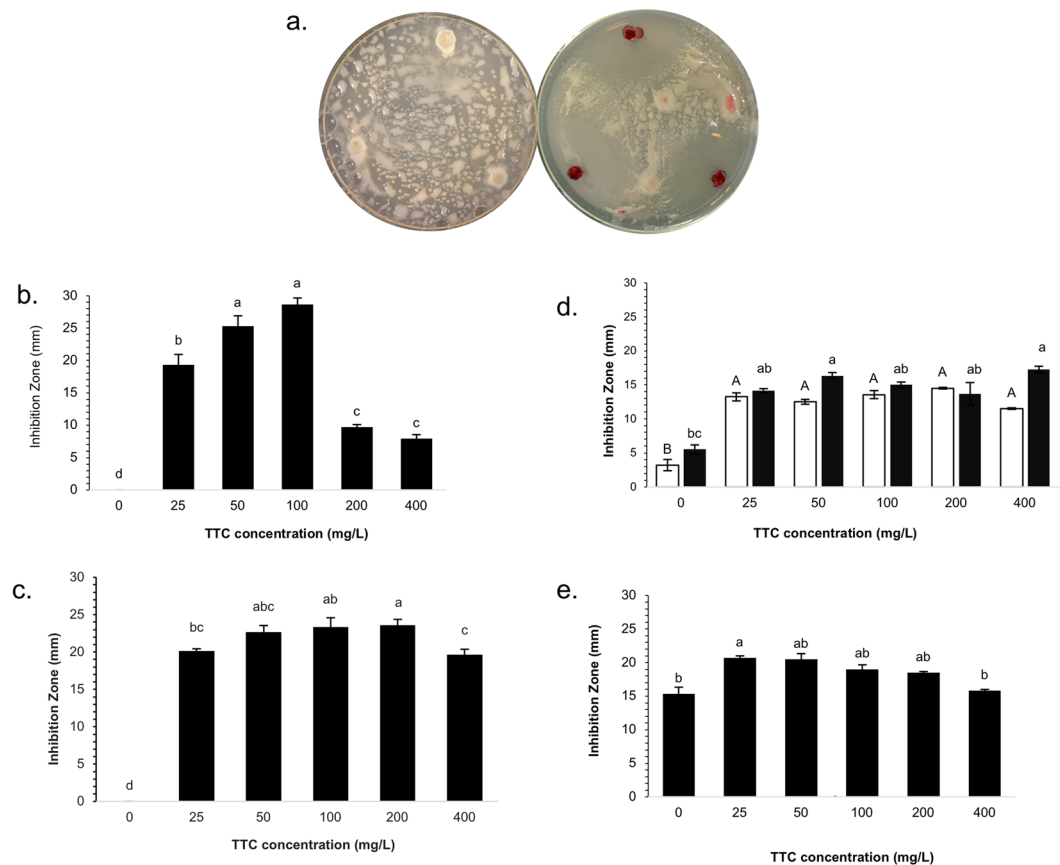 a.
b.
Inhibition Zone (mm)
30
25
20
15
10
5
0
d
b
a
a
c
c
0 25 50 100 200 400
TTC concentration (mg/L)
d.
Inhibition Zone (mm)
30
25
20
15
10
5
0
B bc A ab A a A ab A ab A a
0 25 50 100 200 400
TTC concentration (mg/L)
c.
Inhibition Zone (mm)
30
25
20
15
10
5
0
d bc abc ab a c
0 25 50 100 200 400
TTC concentration (mg/L)
e.
Inhibition Zone (mm)
30
25
20
15
10
5
0
b a ab ab ab b
0 25 50 100 200 400
TTC concentration (mg/L)